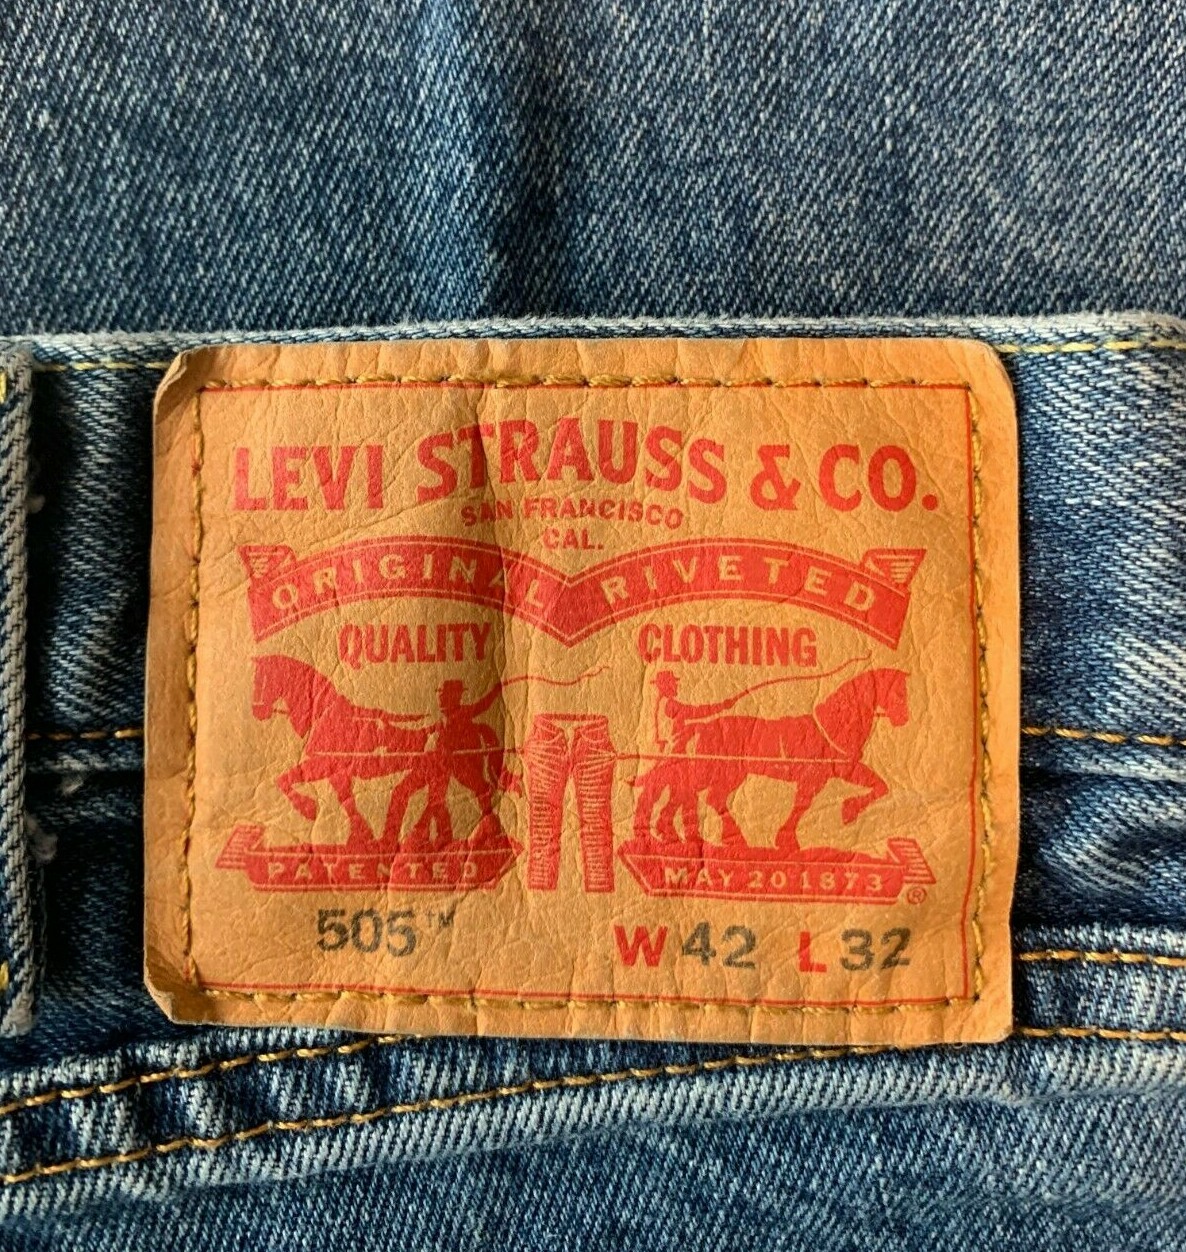 LEVI STRAUSS & CO.
SAN FRANCISCO
CAL.
ORIGINAL RIVETED
QUALITY CLOTHING
PATENTED MAY 20 1873 ®
505™ W 42 L 32